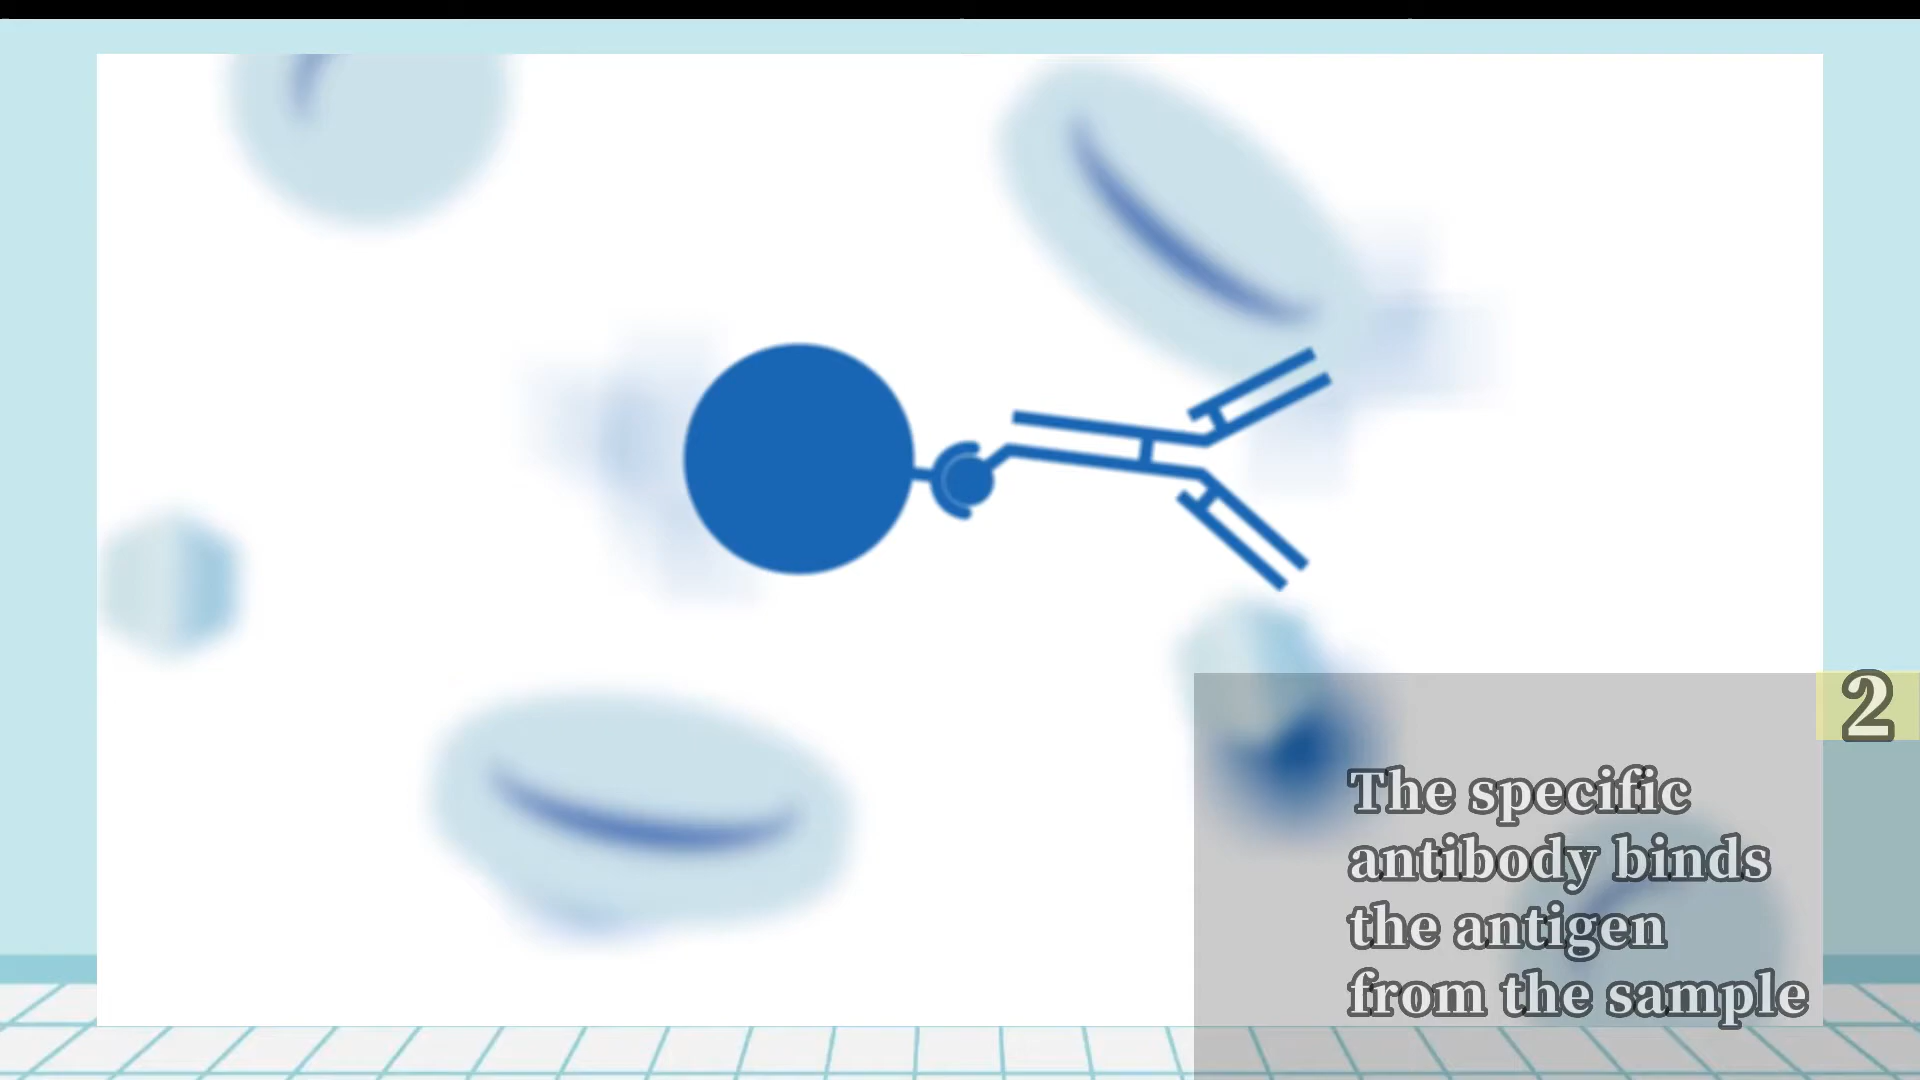 2
The specific
antibody binds
the antigen
from the sample